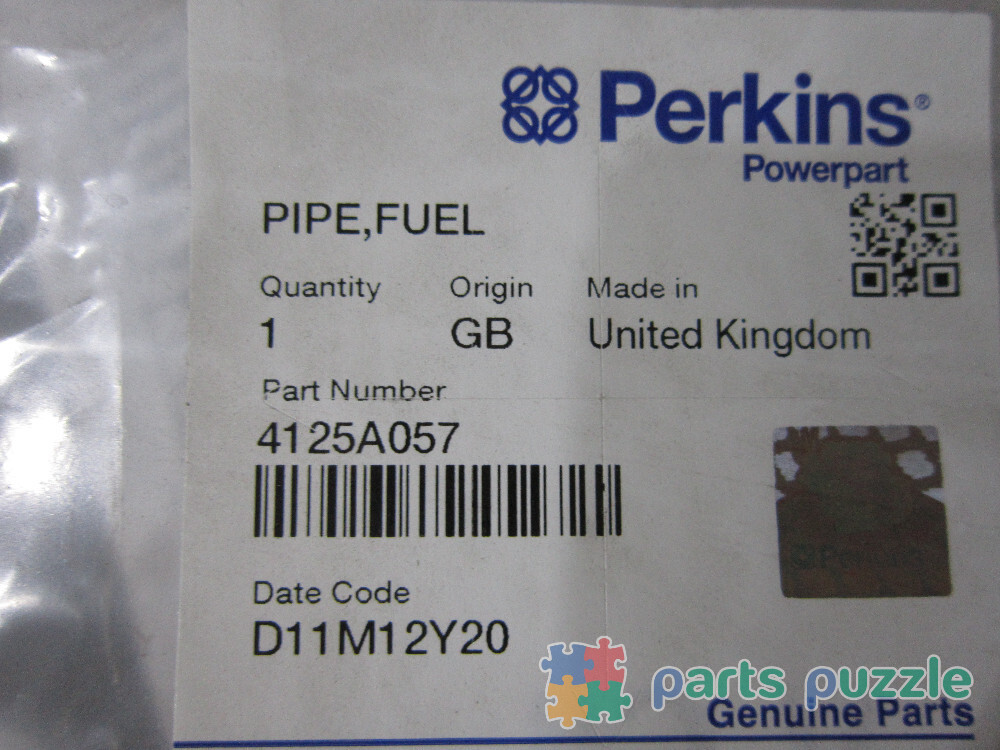 Perkins®
Powerpart
PIPE,FUEL
Quantity Origin Made in
1 GB United Kingdom
Part Number
4125A057
Date Code
D11M12Y20
Perkins
parts puzzle
Genuine Parts